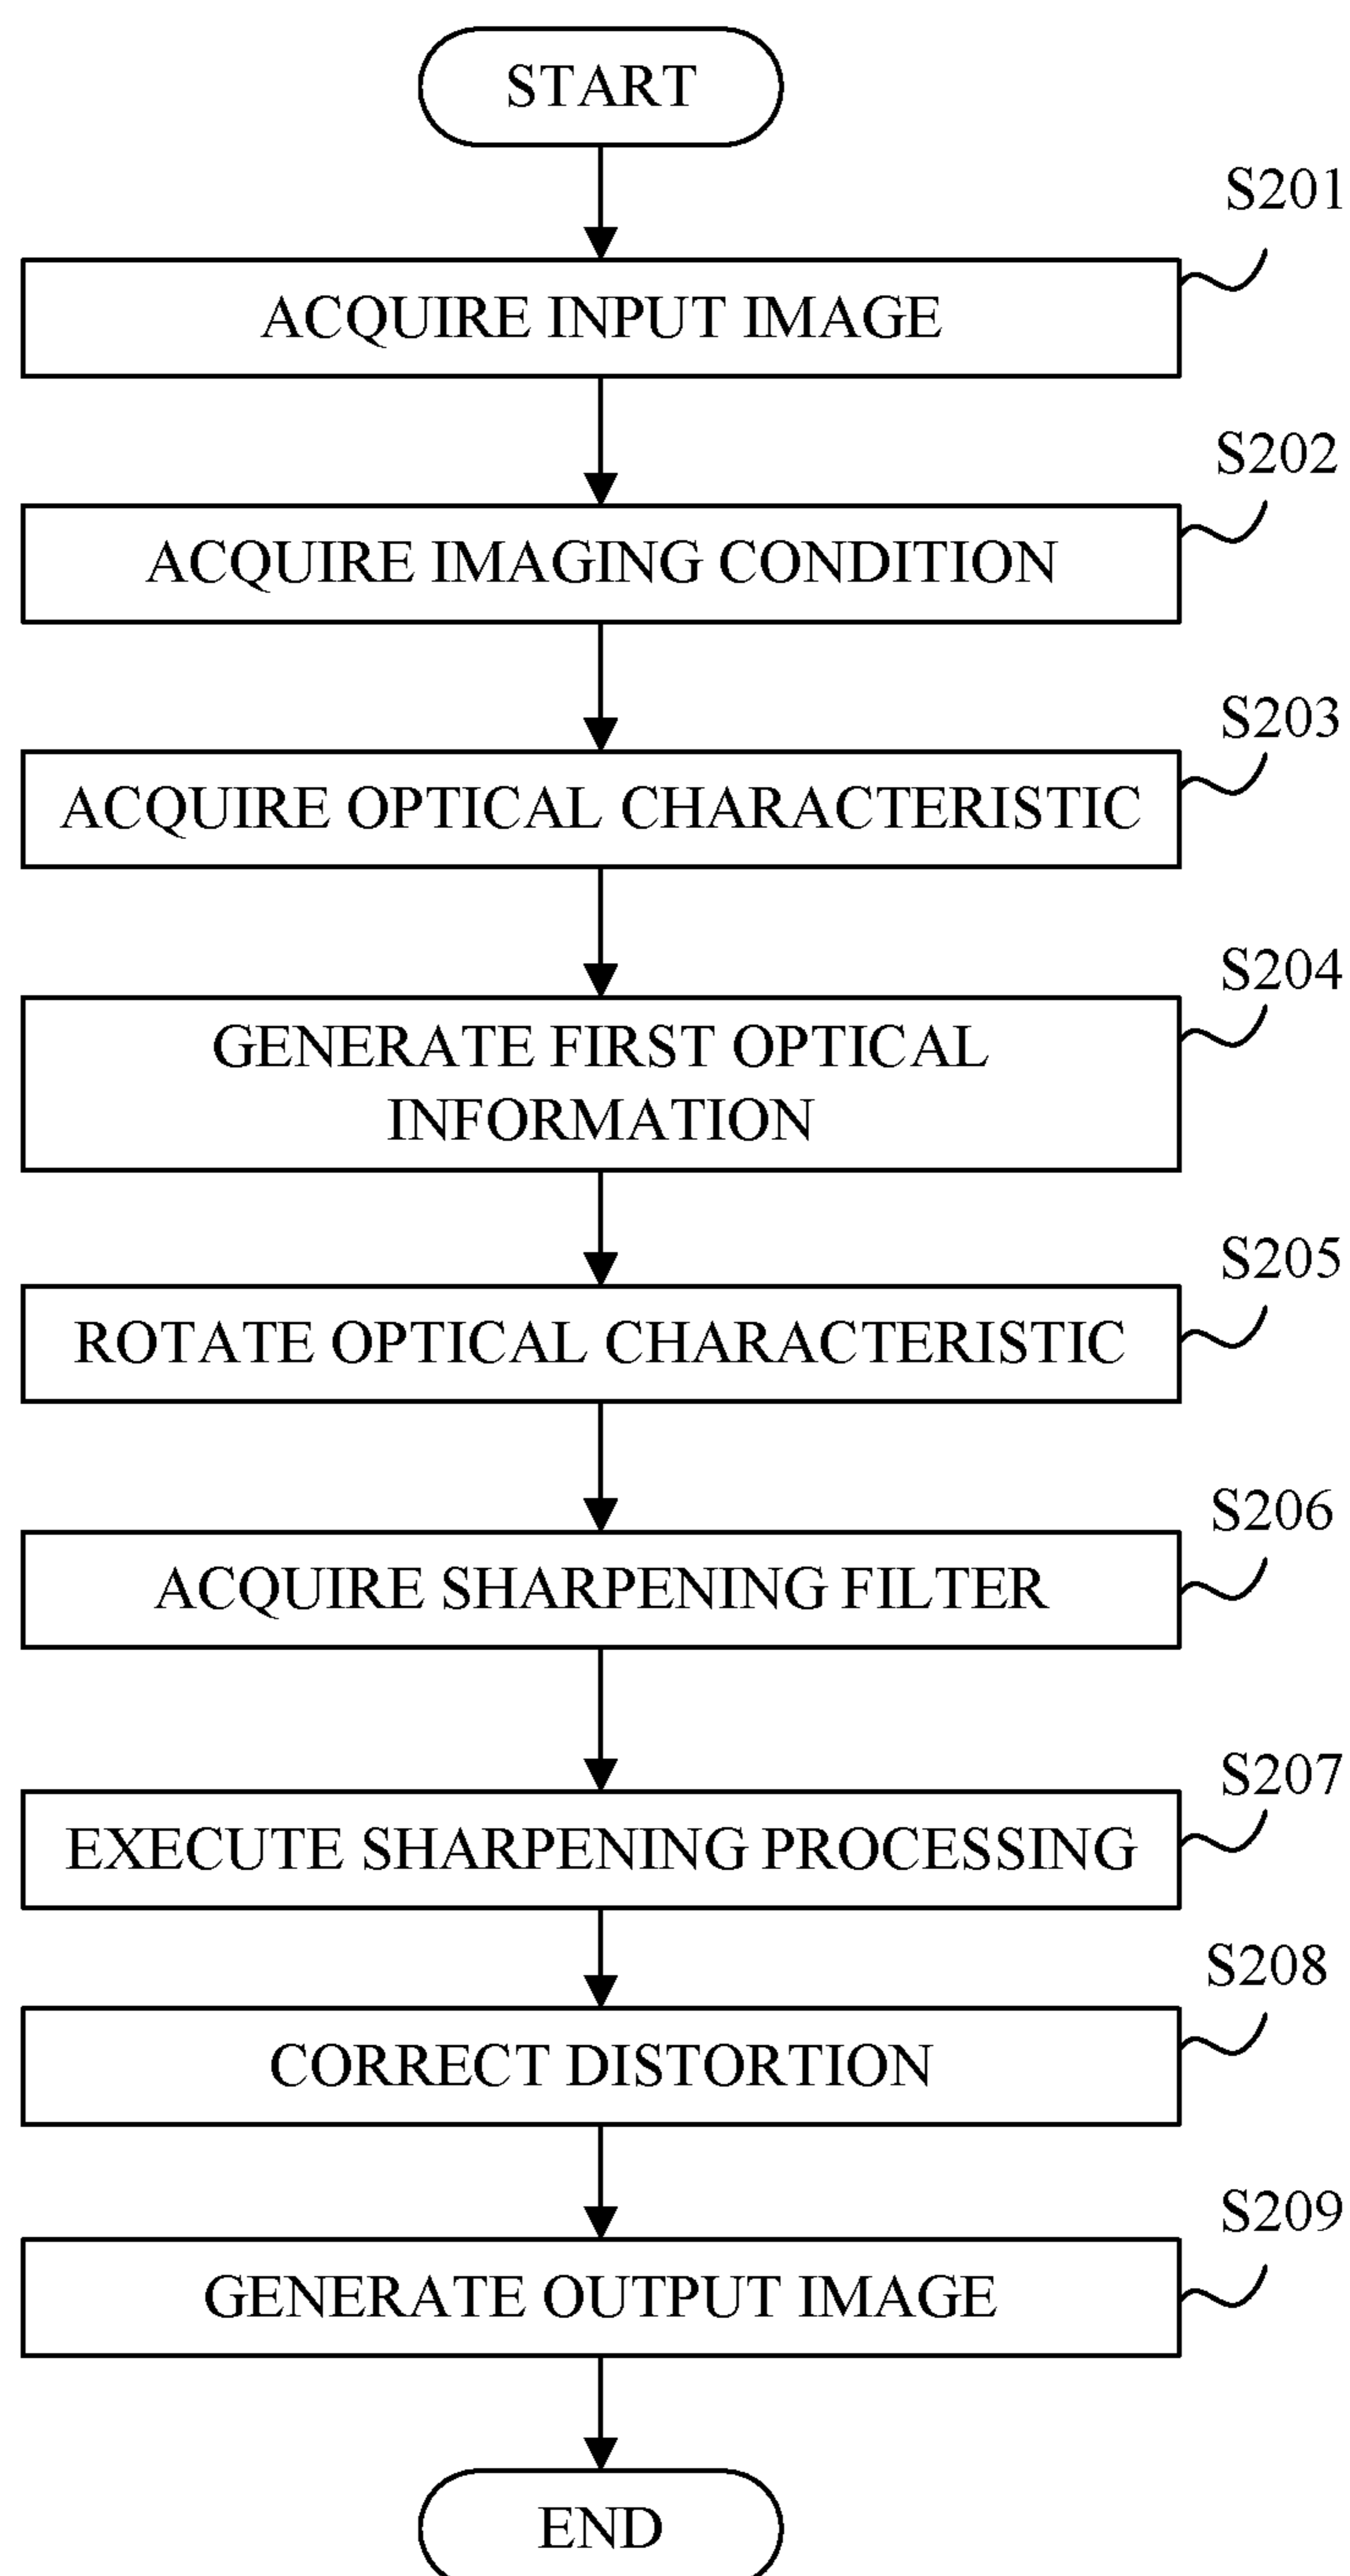 START
S201
ACQUIRE INPUT IMAGE
S202
ACQUIRE IMAGING CONDITION
S203
ACQUIRE OPTICAL CHARACTERISTIC
S204
GENERATE FIRST OPTICAL
INFORMATION
S205
ROTATE OPTICAL CHARACTERISTIC
S206
ACQUIRE SHARPENING FILTER
S207
EXECUTE SHARPENING PROCESSING
S208
CORRECT DISTORTION
S209
GENERATE OUTPUT IMAGE
END